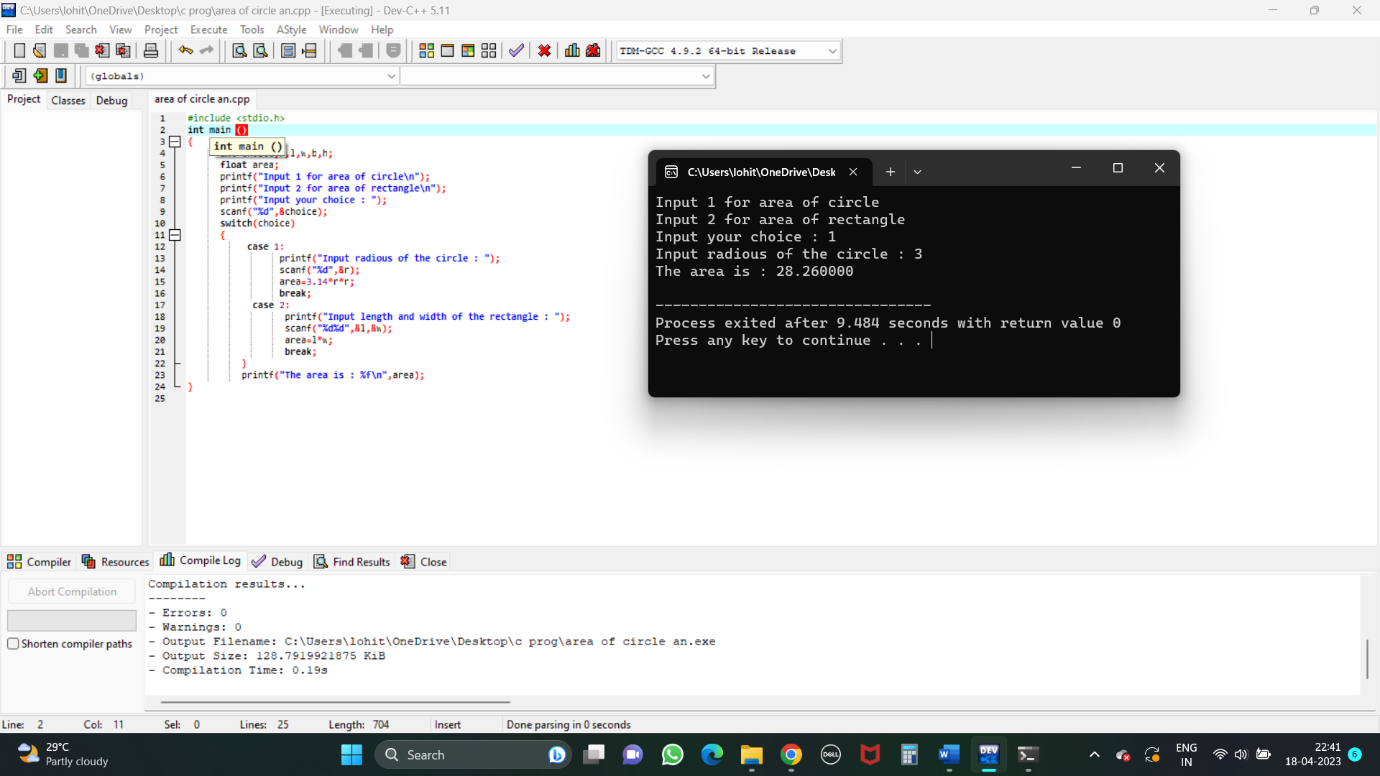 C:\Users\lohit\OneDrive\Desktop\c prog\area of circle an.cpp - [Executing] - Dev-C++ 5.11
File Edit Search View Project Execute Tools AStyle Window Help
TDM-GCC 4.9.2 64-bit Release
(globals)
Project Classes Debug
area of circle an.cpp
1 #include <stdio.h>
2 int main ()
3 {
int main ()
4 ,l,w,b,h;
5 float area;
6 printf("Input 1 for area of circle\n");
7 printf("Input 2 for area of rectangle\n");
8 printf("Input your choice : ");
9 scanf("%d",&choice);
10 switch(choice)
11 {
12 case 1:
13 printf("Input radious of the circle : ");
14 scanf("%d",&r);
15 area=3.14*r*r;
16 break;
17 case 2:
18 printf("Input length and width of the rectangle : ");
19 scanf("%d%d",&l,&w);
20 area=l*w;
21 break;
22 }
23 printf("The area is : %f\n",area);
24 }
25
C:\Users\lohit\OneDrive\Desk
Input 1 for area of circle
Input 2 for area of rectangle
Input your choice : 1
Input radious of the circle : 3
The area is : 28.260000
--------------------------------
Process exited after 9.484 seconds with return value 0
Press any key to continue . . .
Compiler Resources Compile Log Debug Find Results Close
Abort Compilation
Shorten compiler paths
Compilation results...
--------
- Errors: 0
- Warnings: 0
- Output Filename: C:\Users\lohit\OneDrive\Desktop\c prog\area of circle an.exe
- Output Size: 128.7919921875 KiB
- Compilation Time: 0.19s
Line: 2 Col: 11 Sel: 0 Lines: 25 Length: 704 Insert Done parsing in 0 seconds
29°C
Partly cloudy
Search
DELL
DEV
ENG
IN
22:41
18-04-2023
6